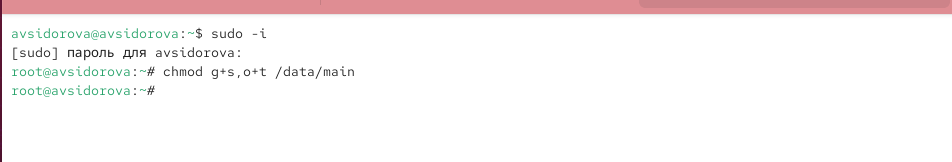 avsidorova@avsidorova:~$ sudo -i
[sudo] пароль для avsidorova:
root@avsidorova:~# chmod g+s,o+t /data/main
root@avsidorova:~#